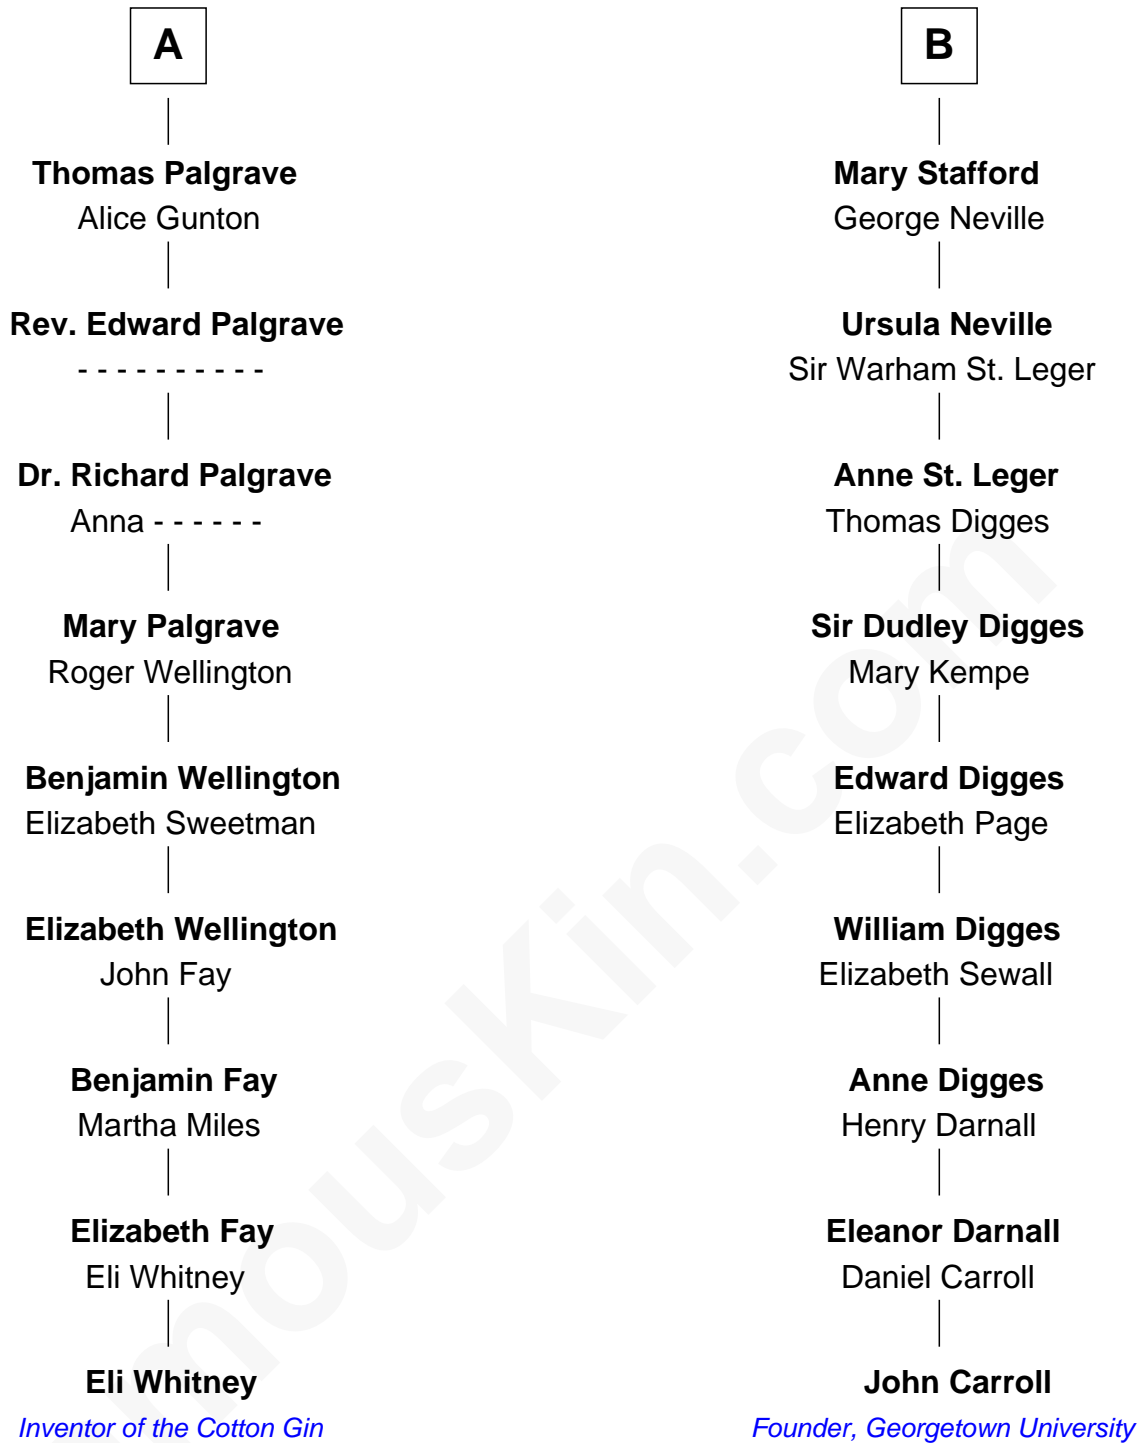 A
Thomas Palgrave
Alice Gunton
Rev. Edward Palgrave
- - - - - - - - - -
Dr. Richard Palgrave
Anna - - - - - -
Mary Palgrave
Roger Wellington
Benjamin Wellington
Elizabeth Sweetman
Elizabeth Wellington
John Fay
Benjamin Fay
Martha Miles
Elizabeth Fay
Eli Whitney
Eli Whitney
Inventor of the Cotton Gin
B
Mary Stafford
George Neville
Ursula Neville
Sir Warham St. Leger
Anne St. Leger
Thomas Digges
Sir Dudley Digges
Mary Kempe
Edward Digges
Elizabeth Page
William Digges
Elizabeth Sewall
Anne Digges
Henry Darnall
Eleanor Darnall
Daniel Carroll
John Carroll
Founder, Georgetown University
mousKin.com